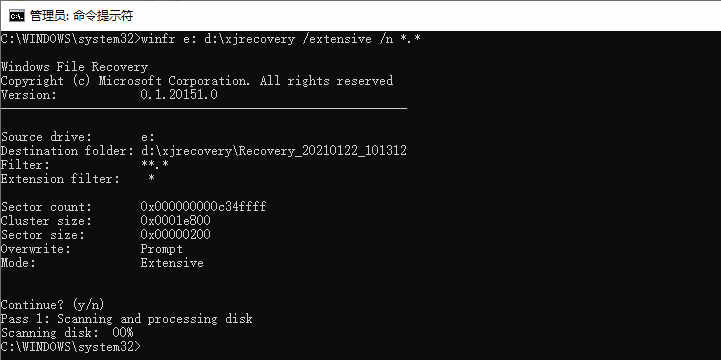 管理员: 命令提示符
C:\WINDOWS\system32>winfr e: d:\xjrecovery /extensive /n *.*
Windows File Recovery
Copyright (c) Microsoft Corporation. All rights reserved
Version: 0.1.20151.0
Source drive: e:
Destination folder: d:\xjrecovery\Recovery_20210122_101312
Filter: **.*
Extension filter: *
Sector count: 0x000000000c34ffff
Cluster size: 0x0001e800
Sector size: 0x00000200
Overwrite: Prompt
Mode: Extensive
Continue? (y/n)
Pass 1: Scanning and processing disk
Scanning disk: 00%
C:\WINDOWS\system32>